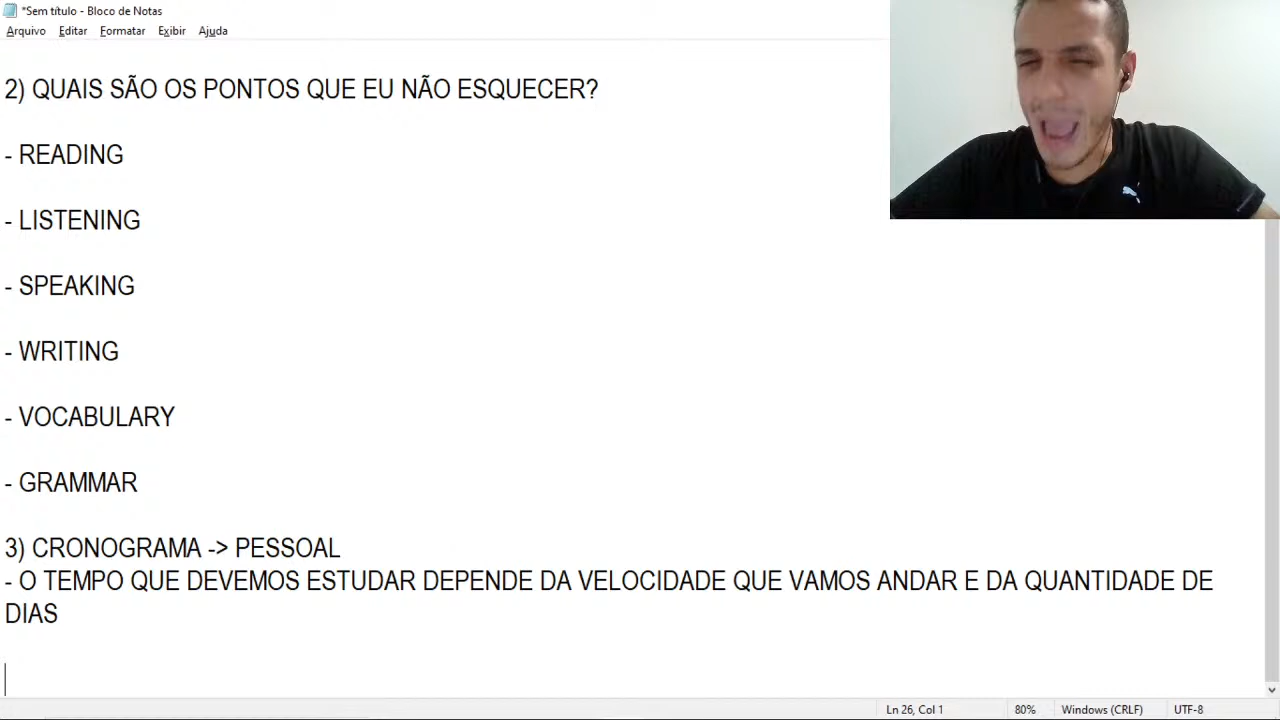 *Sem título - Bloco de Notas
Arquivo Editar Formatar Exibir Ajuda
2) QUAIS SÃO OS PONTOS QUE EU NÃO ESQUECER?
- READING
- LISTENING
- SPEAKING
- WRITING
- VOCABULARY
- GRAMMAR
3) CRONOGRAMA -> PESSOAL
- O TEMPO QUE DEVEMOS ESTUDAR DEPENDE DA VELOCIDADE QUE VAMOS ANDAR E DA QUANTIDADE DE
DIAS
Ln 26, Col 1 80% Windows (CRLF) UTF-8